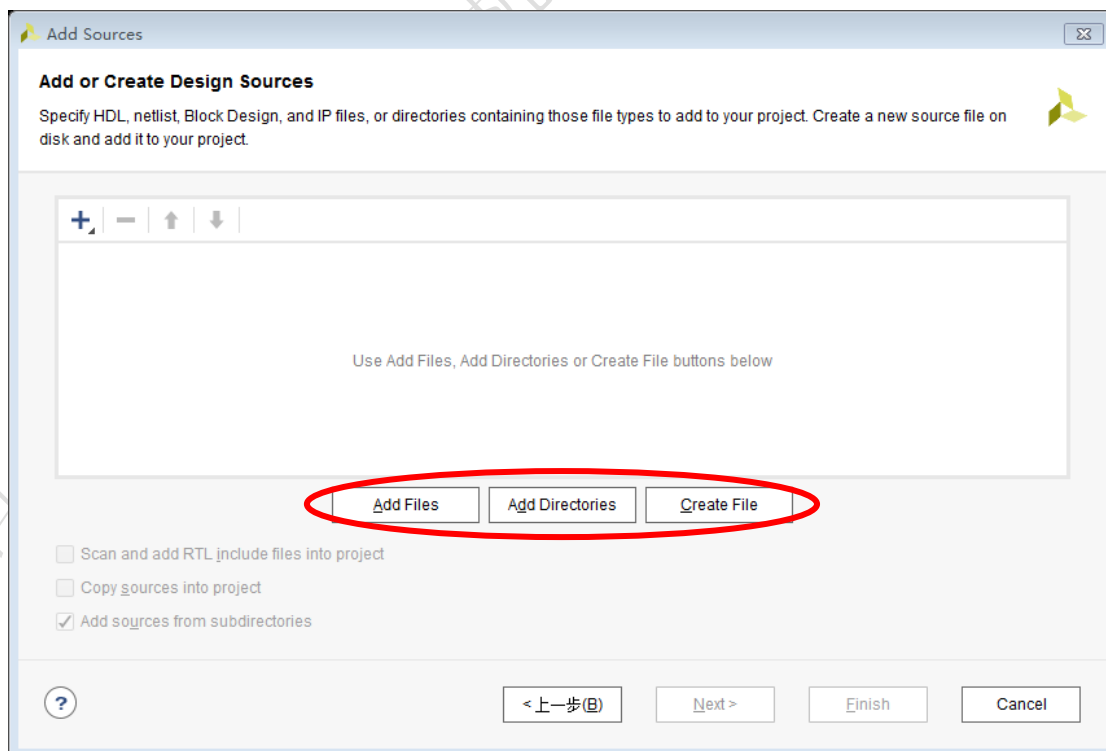 Add Sources
Add or Create Design Sources
Specify HDL, netlist, Block Design, and IP files, or directories containing those file types to add to your project. Create a new source file on
disk and add it to your project.
Use Add Files, Add Directories or Create File buttons below
Add Files
Add Directories
Create File
Scan and add RTL include files into project
Copy sources into project
Add sources from subdirectories
?
<上一步(B)
Next >
Finish
Cancel